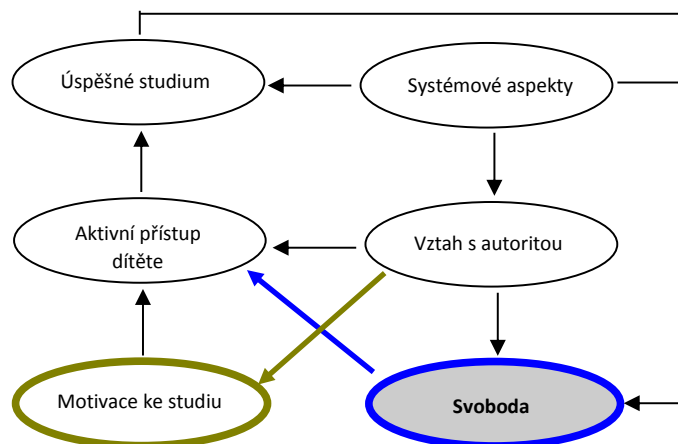 Úspěšné studium
Systémové aspekty
Aktivní přístup
dítěte
Vztah s autoritou
Motivace ke studiu
Svoboda